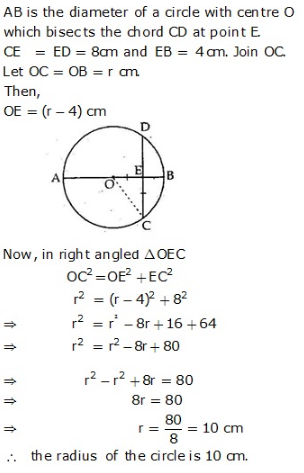 AB is the diameter of a circle with centre O
which bisects the chord CD at point E.
CE = ED = 8cm and EB = 4cm. Join OC.
Let OC = OB = r cm.
Then,
OE = (r – 4) cm
D
A
O
E
B
C
Now, in right angled ΔOEC
OC² = OE² + EC²
r² = (r – 4)² + 8²
⇒ r² = r² – 8r + 16 + 64
⇒ r² = r² – 8r + 80
⇒ r² – r² + 8r = 80
⇒ 8r = 80
⇒ r = 80/8 = 10 cm
∴ the radius of the circle is 10 cm.